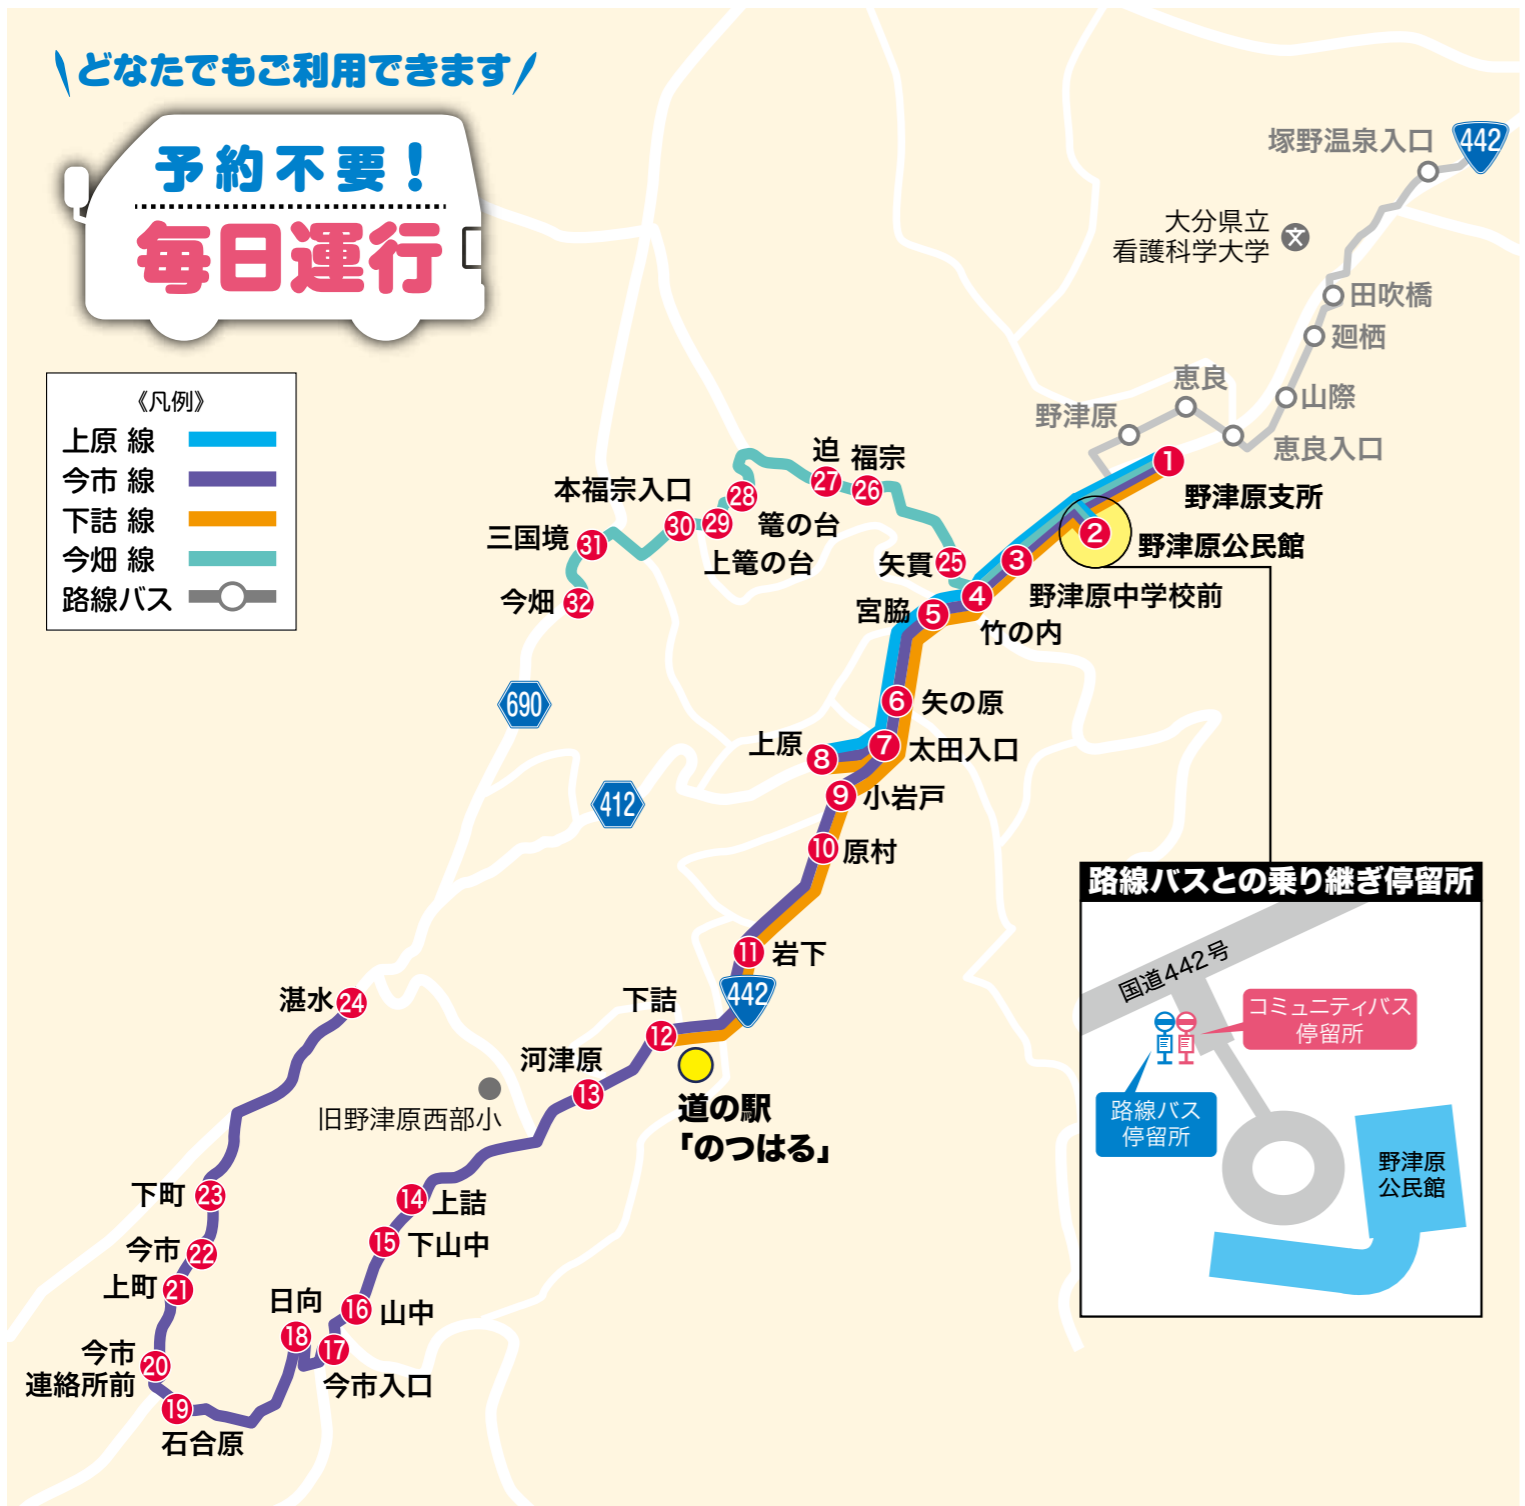 どなたでもご利用できます
予約不要！
毎日運行
《凡例》
上原 線
今市 線
下詰 線
今畑 線
路線バス
442
塚野温泉入口
大分県立
看護科学大学
文
田吹橋
廻栖
山際
恵良
野津原
恵良入口
1
野津原支所
2
野津原公民館
3
野津原中学校前
4
竹の内
宮脇
5
矢貫
25
福宗
26
迫
27
28
篭の台
29
上篭の台
本福宗入口
30
三国境
31
今畑
32
6
矢の原
7
太田入口
上原
8
9
小岩戸
10
原村
11
岩下
442
690
412
下詰
12
道の駅
「のつはる」
河津原
13
旧野津原西部小
14
上詰
15
下山中
16
山中
17
今市入口
日向
18
19
石合原
今市
連絡所前
20
上町
21
今市
22
下町
23
湛水
24
路線バスとの乗り継ぎ停留所
国道442号
コミュニティバス
停留所
路線バス
停留所
野津原
公民館